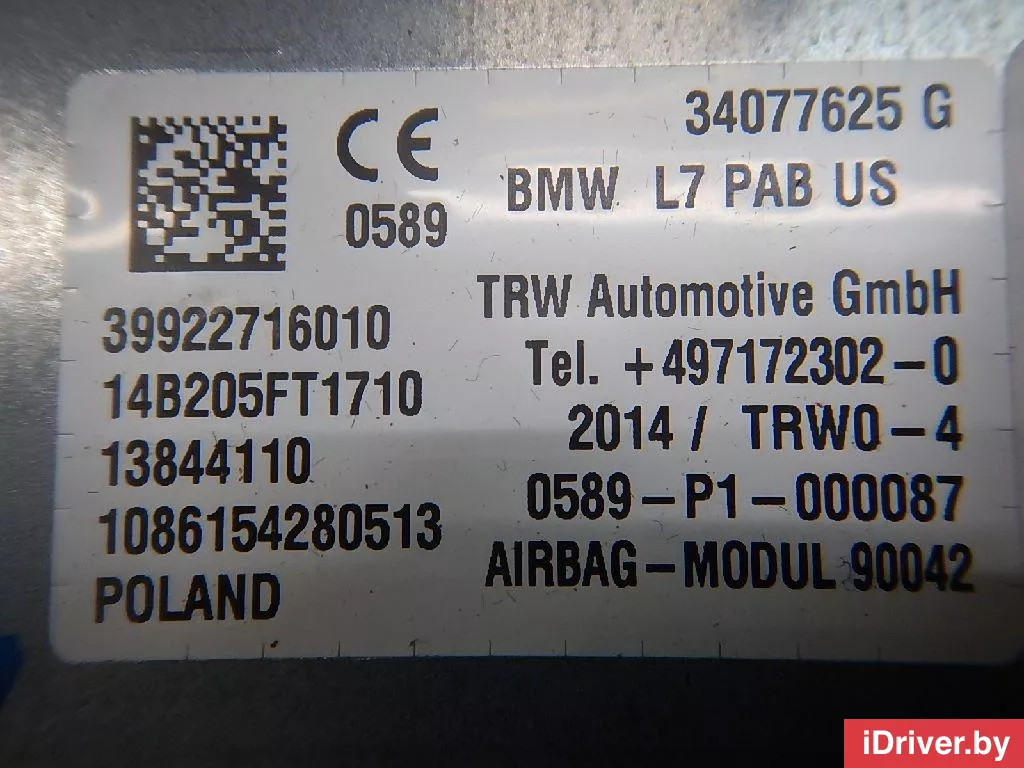 34077625 G
CE
BMW L7 PAB US
0589
39922716010
TRW Automotive GmbH
14B205FT1710
Tel. +497172302-0
13844110
2014 / TRW0-4
1086154280513
0589-P1-000087
POLAND
AIRBAG-MODUL 90042
iDriver.by